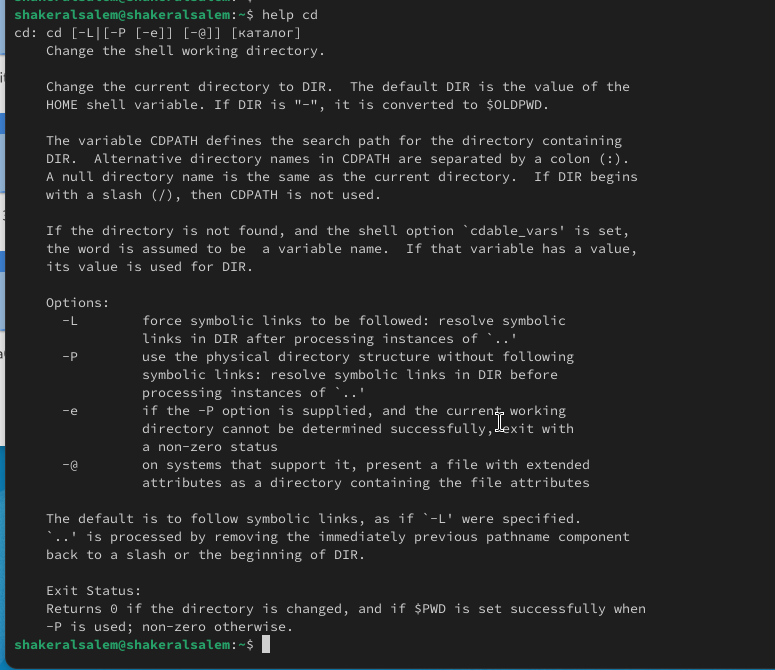 shakeralsalem@shakeralsalem:~$ help cd
cd: cd [-L|[-P [-e]] [-@]] [каталог]
    Change the shell working directory.

    Change the current directory to DIR.  The default DIR is the value of the
    HOME shell variable. If DIR is "-", it is converted to $OLDPWD.

    The variable CDPATH defines the search path for the directory containing
    DIR.  Alternative directory names in CDPATH are separated by a colon (:).
    A null directory name is the same as the current directory.  If DIR begins
    with a slash (/), then CDPATH is not used.

    If the directory is not found, and the shell option `cdable_vars' is set,
    the word is assumed to be  a variable name.  If that variable has a value,
    its value is used for DIR.

    Options:
      -L        force symbolic links to be followed: resolve symbolic
                links in DIR after processing instances of `..'
      -P        use the physical directory structure without following
                symbolic links: resolve symbolic links in DIR before
                processing instances of `..'
      -e        if the -P option is supplied, and the current working
                directory cannot be determined successfully, exit with
                a non-zero status
      -@        on systems that support it, present a file with extended
                attributes as a directory containing the file attributes

    The default is to follow symbolic links, as if `-L' were specified.
    `..' is processed by removing the immediately previous pathname component
    back to a slash or the beginning of DIR.

    Exit Status:
    Returns 0 if the directory is changed, and if $PWD is set successfully when
    -P is used; non-zero otherwise.
shakeralsalem@shakeralsalem:~$